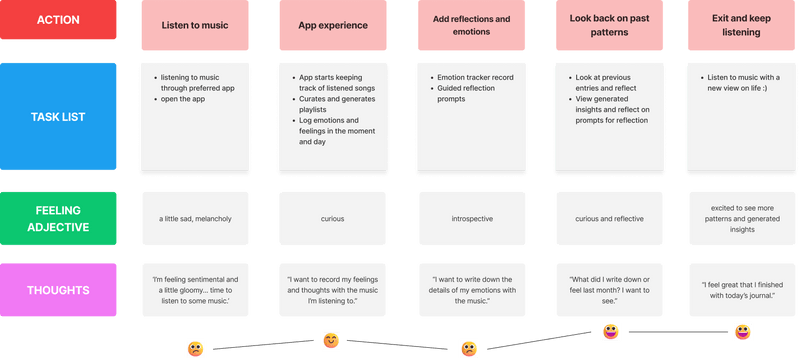 ACTION
Listen to music
App experience
Add reflections and
emotions
Look back on past
patterns
Exit and keep
listening
TASK LIST
• listening to music
through preferred app
• open the app
• App starts keeping
track of listened songs
• Curates and generates
playlists
• Log emotions and
feelings in the moment
and day
• Emotion tracker record
• Guided reflection
prompts
• Look at previous
entries and reflect
• View generated
insights and reflect on
prompts for reflection
• Listen to music with a
new view on life :)
FEELING
ADJECTIVE
a little sad, melancholy
curious
introspective
curious and reflective
excited to see more
patterns and generated
insights
THOUGHTS
'I'm feeling sentimental and
a little gloomy... time to
listen to some music.'
"I want to record my feelings
and thoughts with the music
I'm listening to."
"I want to write down the
details of my emotions with
the music."
"What did I write down or
feel last month? I want to
see."
"I feel great that I finished
with today's journal."